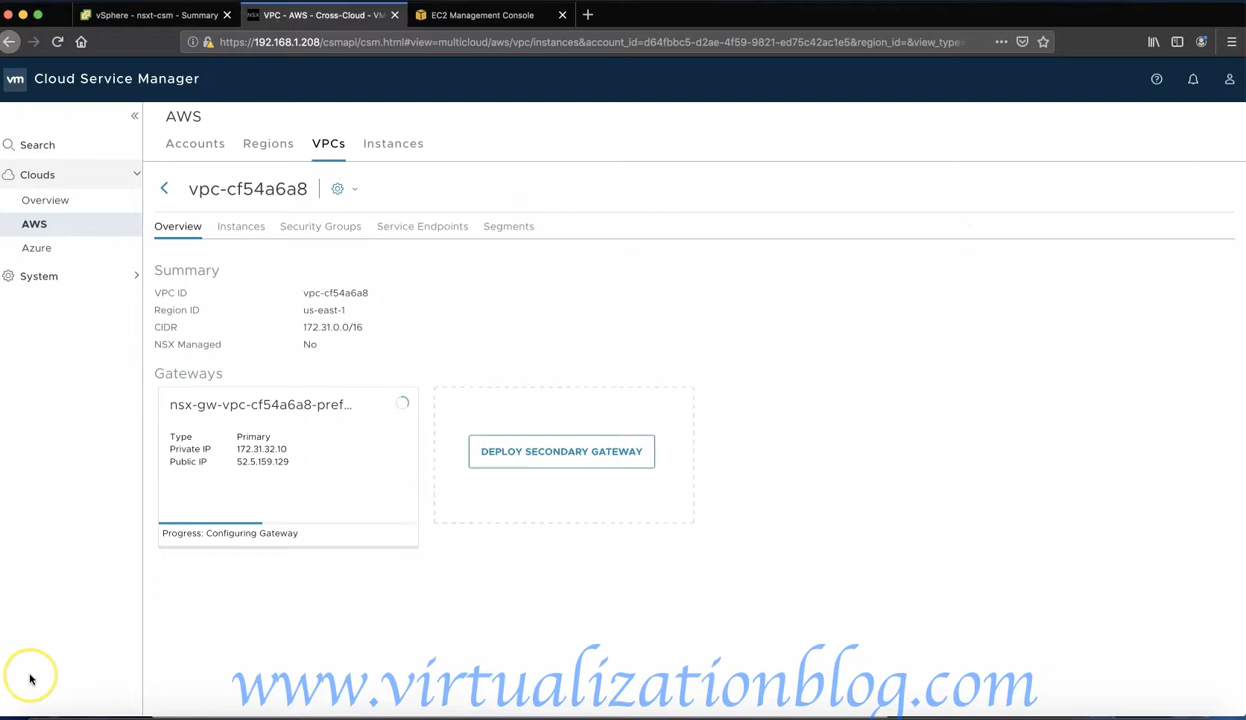 vSphere - nsxt-csm - Summary
NSX VPC - AWS - Cross-Cloud - VM
EC2 Management Console
https://192.168.1.208/csmapi/csm.html#view=multicloud/aws/vpc/instances&account_id=d64fbbc5-d2ae-4f59-9821-ed75c42ac1e5&region_id=&view_type=
vm Cloud Service Manager
AWS
Accounts Regions VPCs Instances
Search
Clouds
Overview
AWS
Azure
System
vpc-cf54a6a8
Overview Instances Security Groups Service Endpoints Segments
Summary
VPC ID vpc-cf54a6a8
Region ID us-east-1
CIDR 172.31.0.0/16
NSX Managed No
Gateways
nsx-gw-vpc-cf54a6a8-pref...
Type Primary
Private IP 172.31.32.10
Public IP 52.5.159.129
Progress: Configuring Gateway
DEPLOY SECONDARY GATEWAY
www.virtualizationblog.com